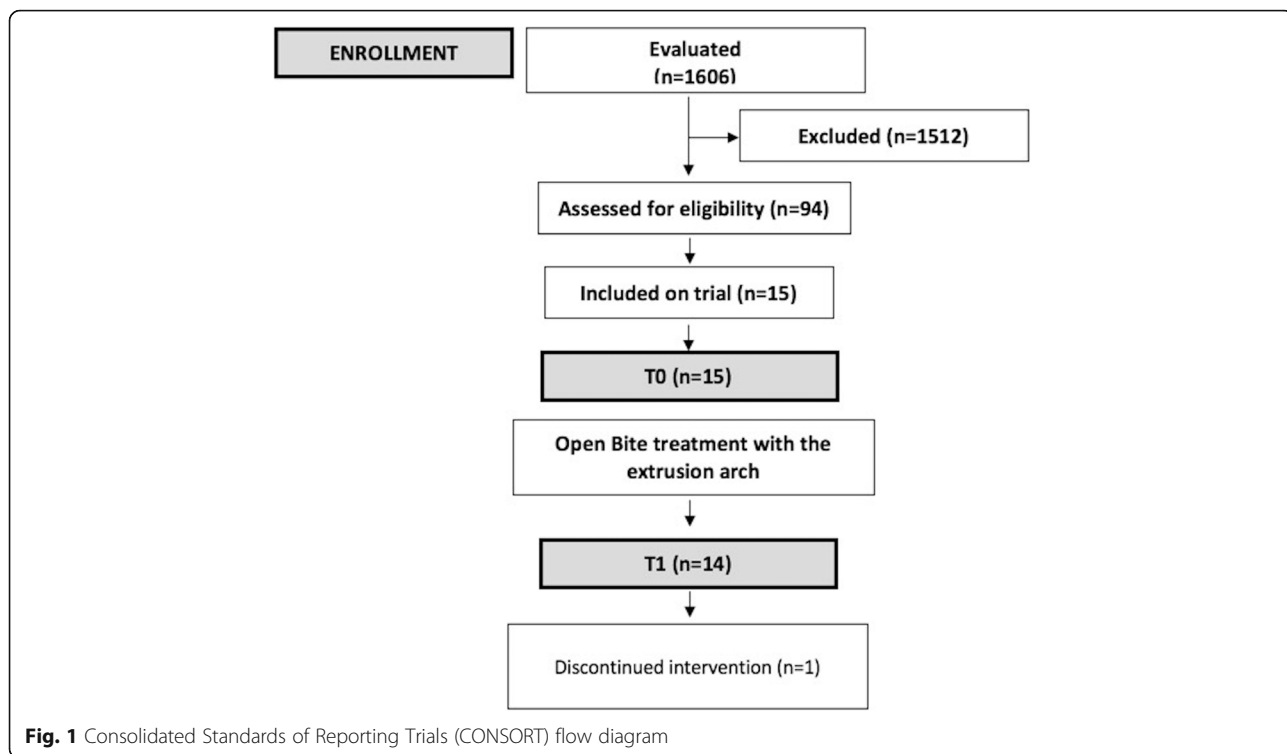 ENROLLMENT
Evaluated
(n=1606)
Excluded (n=1512)
Assessed for eligibility (n=94)
Included on trial (n=15)
T0 (n=15)
Open Bite treatment with the
extrusion arch
T1 (n=14)
Discontinued intervention (n=1)
Fig. 1 Consolidated Standards of Reporting Trials (CONSORT) flow diagram